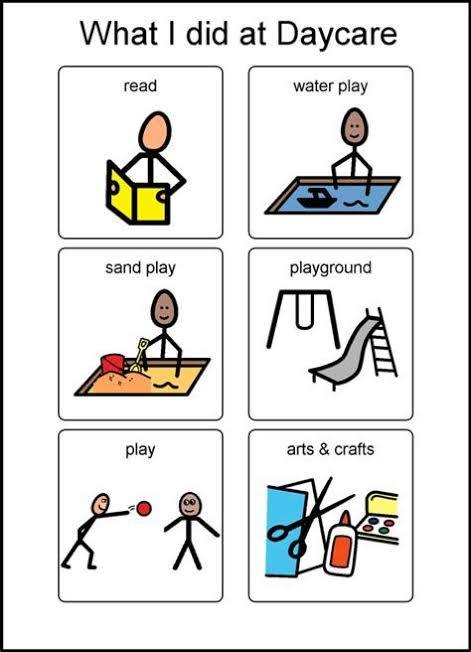 What I did at Daycare
read
water play
sand play
playground
play
arts & crafts